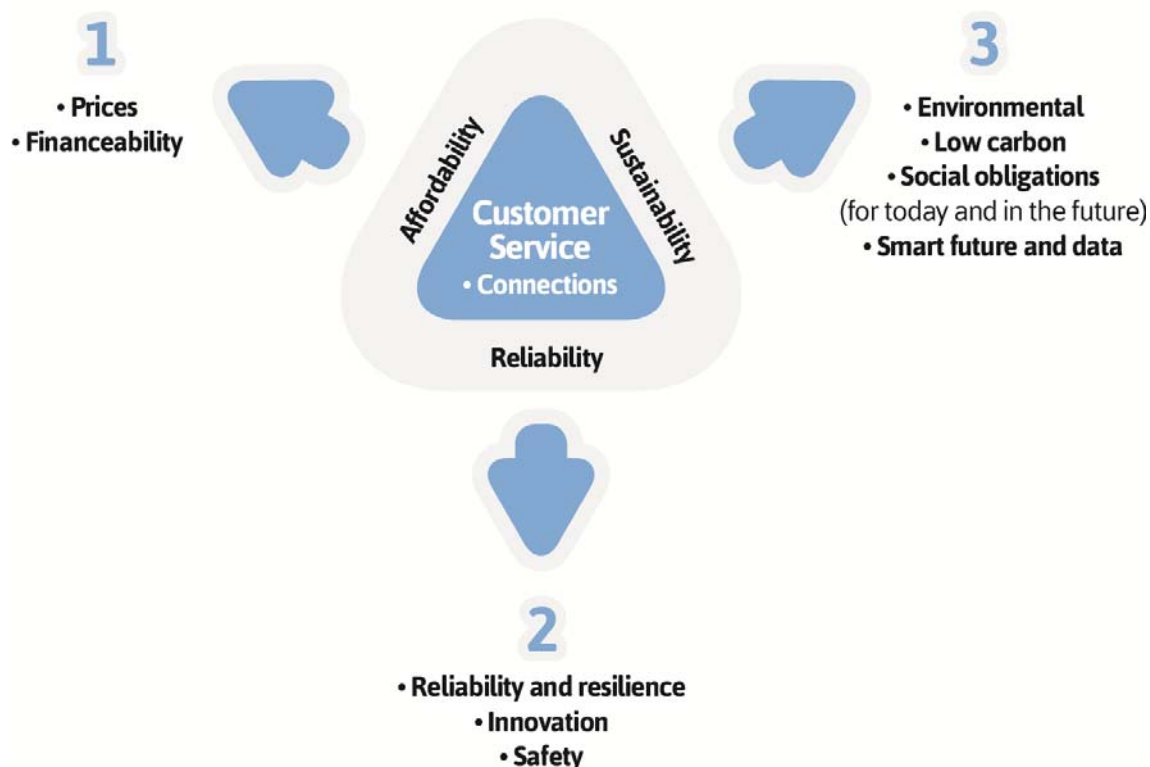 1
• Prices
• Financeability
Affordability
Sustainability
Customer
Service
• Connections
Reliability
3
• Environmental
• Low carbon
• Social obligations
(for today and in the future)
• Smart future and data
2
• Reliability and resilience
• Innovation
• Safety